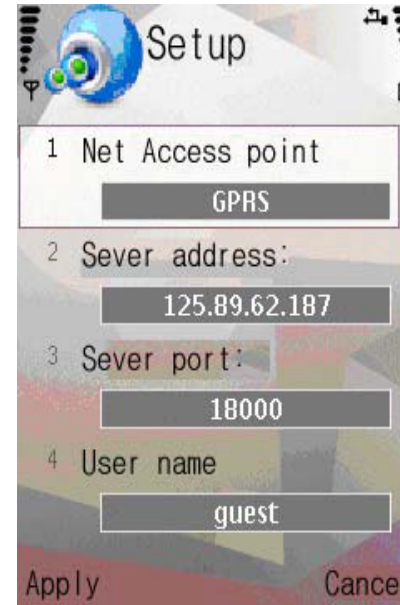 Setup
1 Net Access point
GPRS
2 Sever address:
125.89.62.187
3 Sever port:
18000
4 User name
guest
Apply Cance